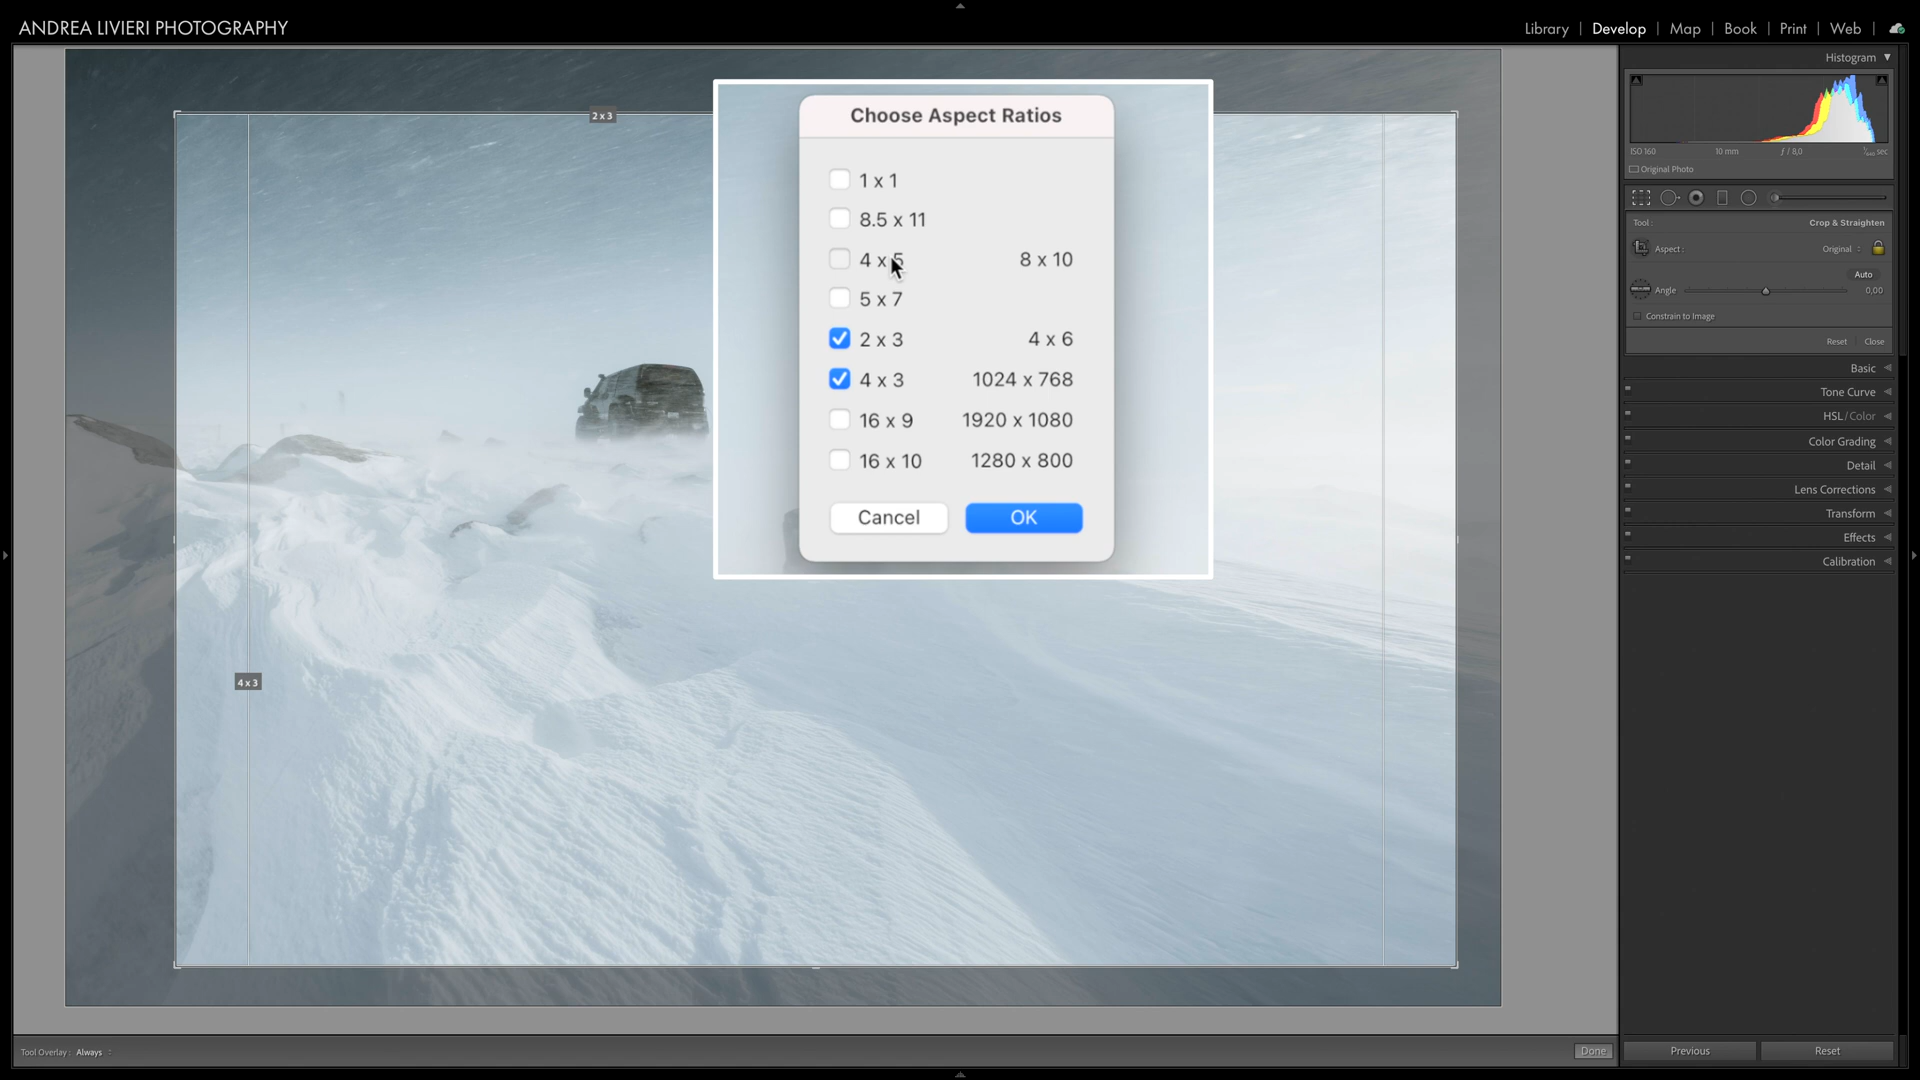 ANDREA LIVIERI PHOTOGRAPHY
Library | Develop | Map | Book | Print | Web |
Histogram
ISO 160 10 mm ƒ / 8,0 sec
Original Photo
Tool : Crop & Straighten
Aspect : Original
Auto
Angle 0,00
Constrain to Image
Reset Close
Basic
Tone Curve
HSL / Color
Color Grading
Detail
Lens Corrections
Transform
Effects
Calibration
2 x 3
4 x 3
Choose Aspect Ratios
1 x 1
8.5 x 11
4 x 5 8 x 10
5 x 7
2 x 3 4 x 6
4 x 3 1024 x 768
16 x 9 1920 x 1080
16 x 10 1280 x 800
Cancel OK
Tool Overlay : Always
Done
Previous Reset